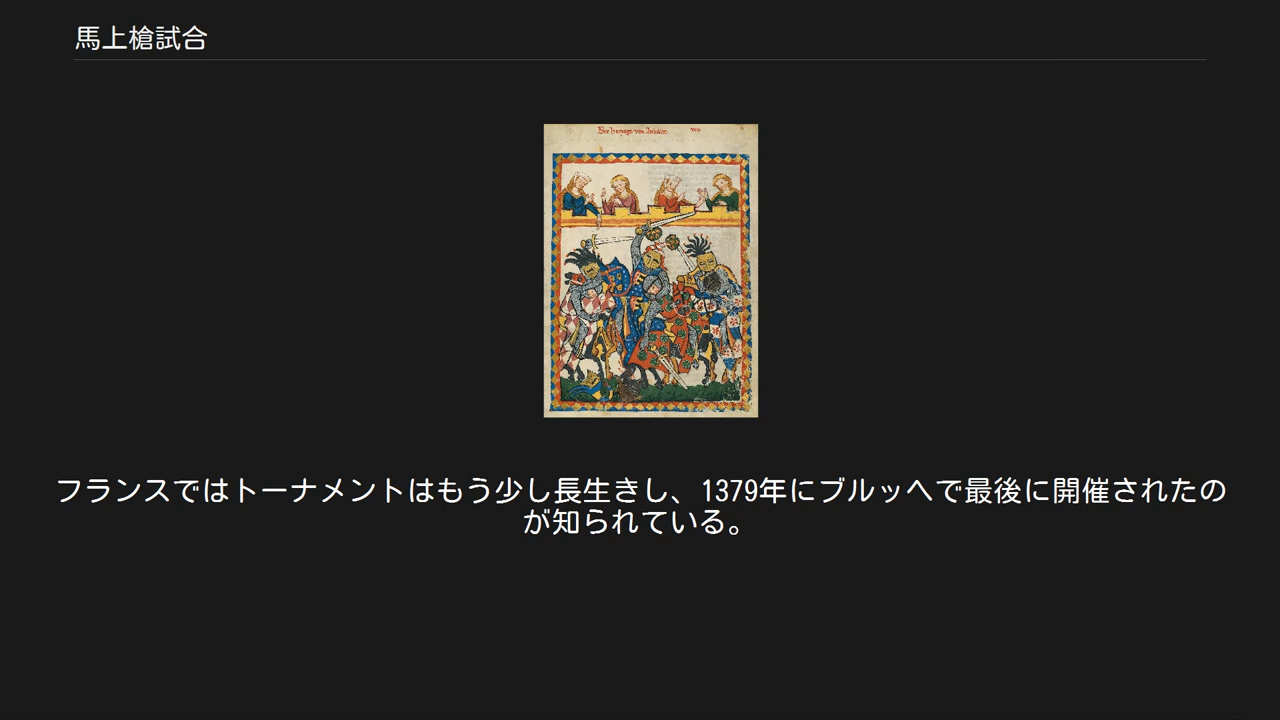 馬上槍試合
フランスではトーナメントはもう少し長生きし、1379年にブルッヘで最後に開催されたの
が知られている。